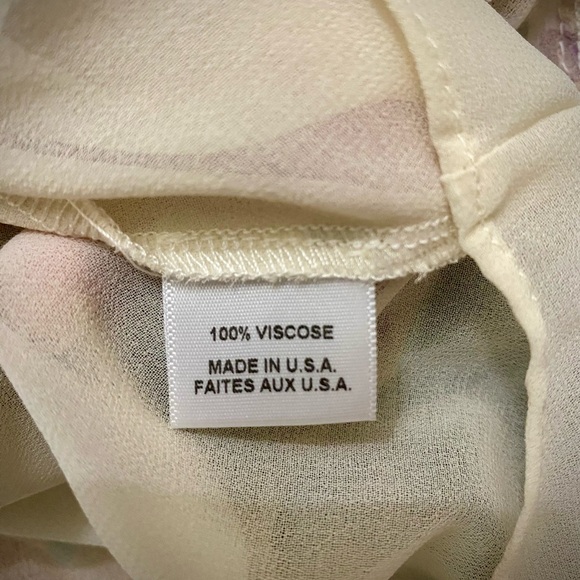 100% VISCOSE
MADE IN U.S.A.
FAITES AUX U.S.A.